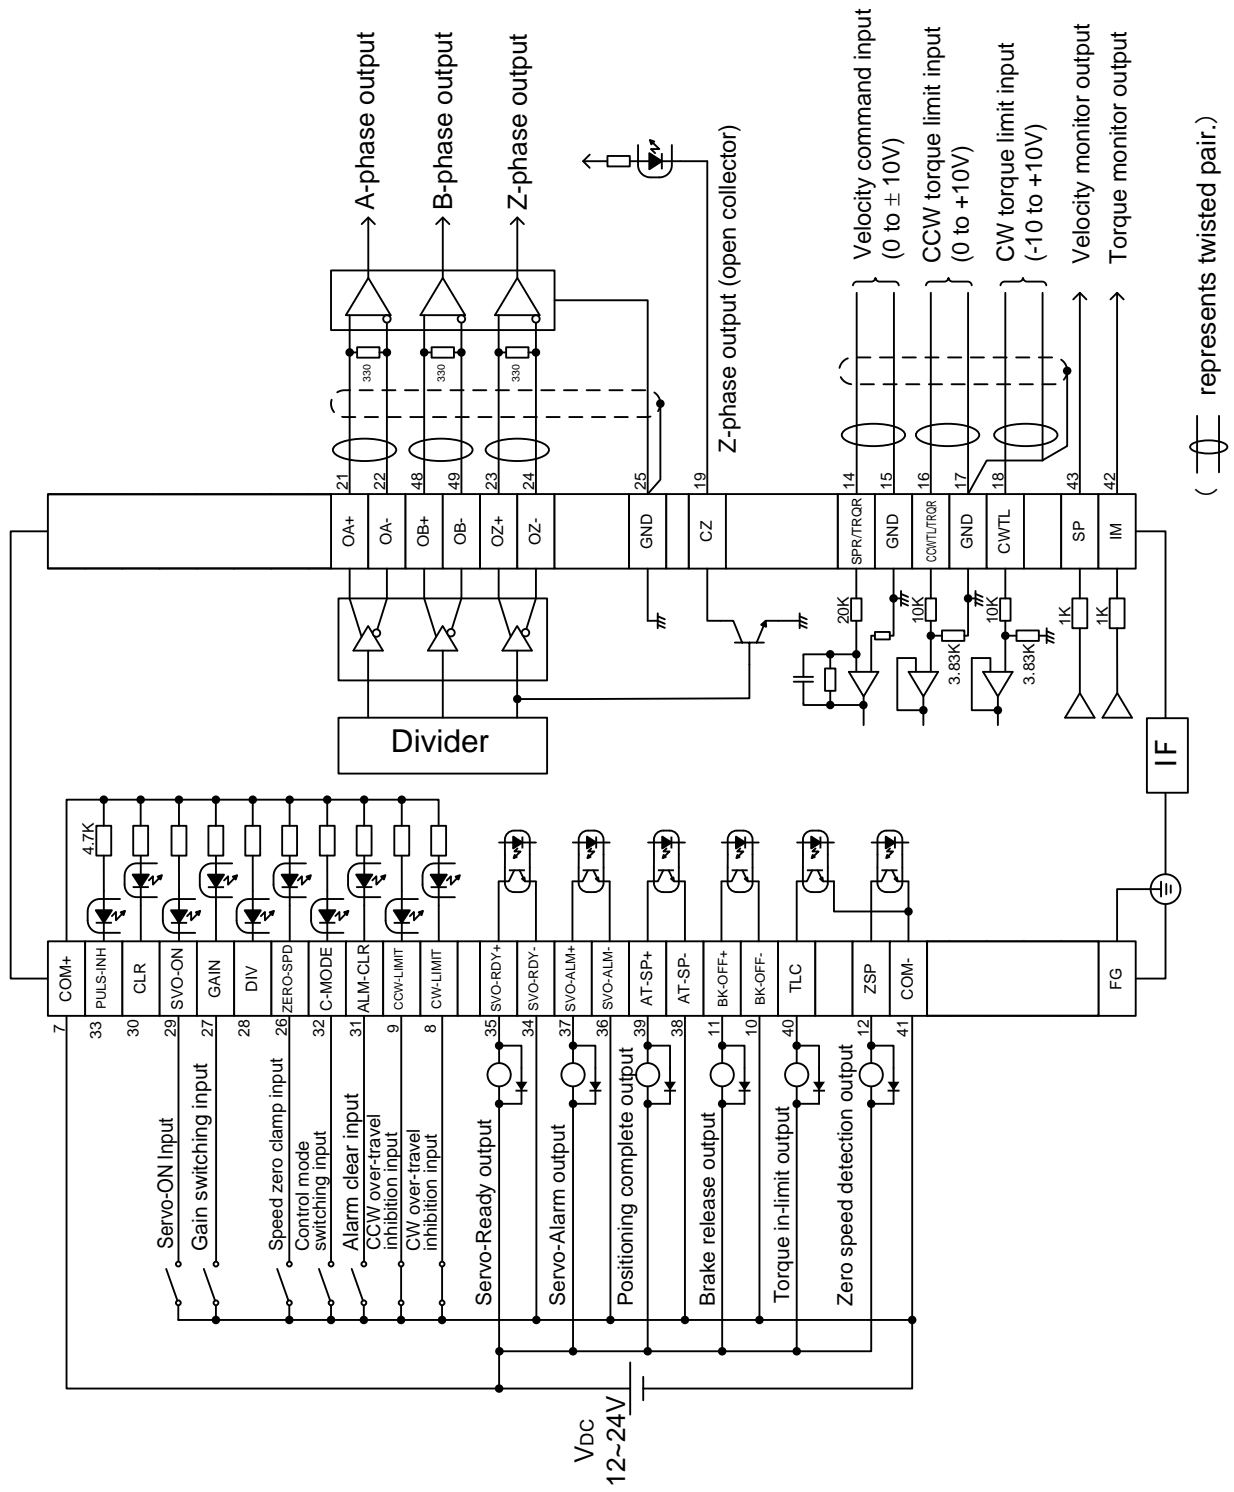 A-phase output
B-phase output
Z-phase output
Z-phase output (open collector)
Velocity command input
(0 to ± 10V)
CCW torque limit input
(0 to +10V)
CW torque limit input
(-10 to +10V)
Velocity monitor output
Torque monitor output
( represents twisted pair.)
330
330
330
21
22
48
49
23
24
25
19
14
15
16
17
18
43
42
OA+
OA-
OB+
OB-
OZ+
OZ-
GND
CZ
SPR/TRQR
GND
CCWTL/TRQR
GND
CWTL
SP
IM
20K
10K
10K
1K
1K
3.83K
3.83K
Divider
IF
4.7K
COM+
PULS-INH
CLR
SVO-ON
GAIN
DIV
ZERO-SPD
C-MODE
ALM-CLR
CCW-LIMIT
CW-LIMIT
SVO-RDY+
SVO-RDY-
SVO-ALM+
SVO-ALM-
AT-SP+
AT-SP-
BK-OFF+
BK-OFF-
TLC
ZSP
COM-
FG
7
33
30
29
27
28
26
32
31
9
8
35
34
37
36
39
38
11
10
40
12
41
Servo-ON Input
Gain switching input
Speed zero clamp input
Control mode
switching input
Alarm clear input
CCW over-travel
inhibition input
CW over-travel
inhibition input
Servo-Ready output
Servo-Alarm output
Positioning complete output
Brake release output
Torque in-limit output
Zero speed detection output
VDC
12~24V